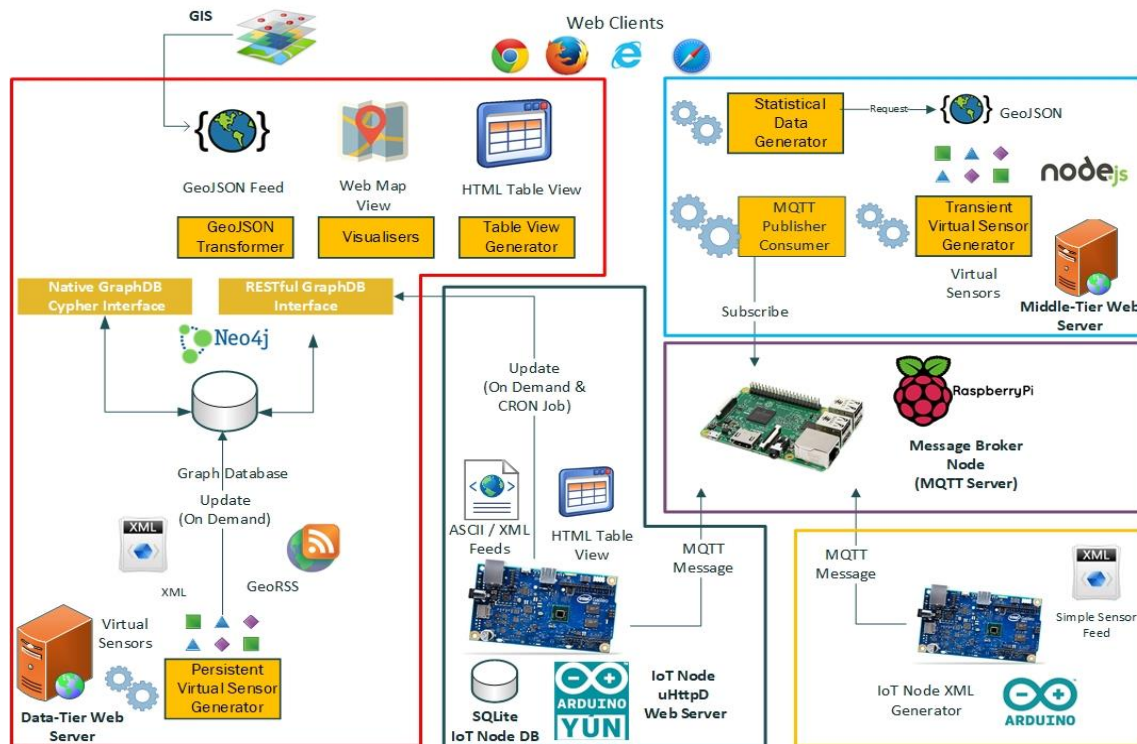 GIS
Web Clients
GeoJSON Feed
Web Map
View
HTML Table View
GeoJSON
Transformer
Visualisers
Table View
Generator
Native GraphDB
Cypher Interface
RESTful GraphDB
Interface
Neo4j
Graph Database
Update
(On Demand)
XML
XML
GeoRSS
Virtual
Sensors
Persistent
Virtual Sensor
Generator
Data-Tier Web
Server
Update
(On Demand &
CRON Job)
ASCII / XML
Feeds
HTML Table
View
MQTT
Message
SQLite
IoT Node DB
ARDUINO
YÚN
IoT Node
uHttpD
Web Server
Statistical
Data
Generator
Request
GeoJSON
node.js
MQTT
Publisher
Consumer
Transient
Virtual Sensor
Generator
Virtual
Sensors
Middle-Tier Web
Server
Subscribe
RaspberryPi
Message Broker
Node
(MQTT Server)
MQTT
Message
XML
Simple Sensor
Feed
IoT Node XML
Generator
ARDUINO